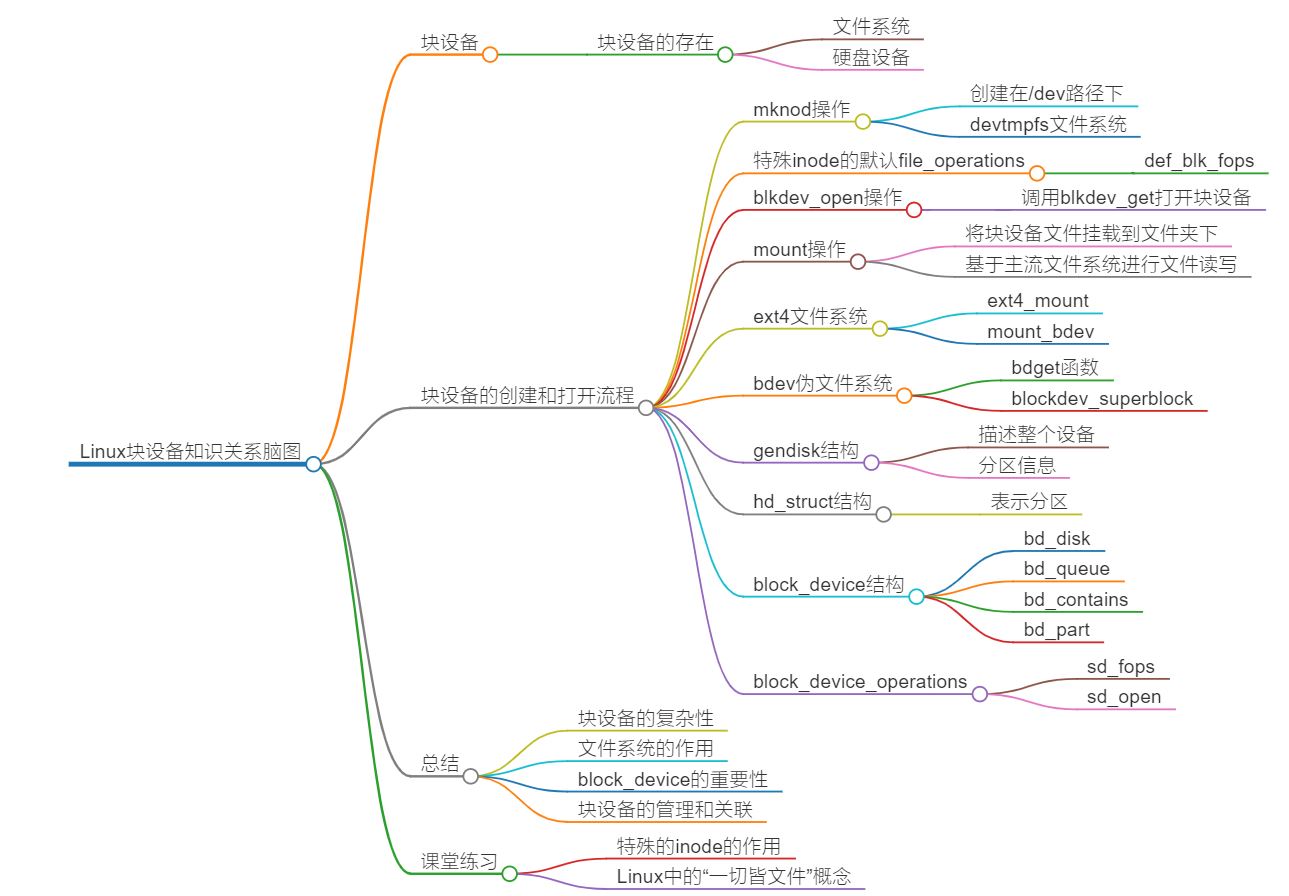 Linux块设备知识关系脑图
块设备
块设备的存在
文件系统
硬盘设备
块设备的创建和打开流程
mknod操作
创建在/dev路径下
devtmpfs文件系统
特殊inode的默认file_operations
def_blk_fops
blkdev_open操作
调用blkdev_get打开块设备
mount操作
将块设备文件挂载到文件夹下
基于主流文件系统进行文件读写
ext4文件系统
ext4_mount
mount_bdev
bdev伪文件系统
bdget函数
blockdev_superblock
gendisk结构
描述整个设备
分区信息
hd_struct结构
表示分区
block_device结构
bd_disk
bd_queue
bd_contains
bd_part
block_device_operations
sd_fops
sd_open
总结
块设备的复杂性
文件系统的作用
block_device的重要性
块设备的管理和关联
课堂练习
特殊的inode的作用
Linux中的“一切皆文件”概念